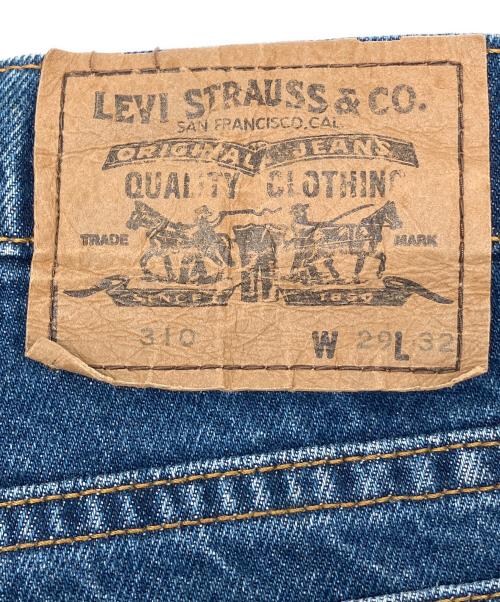 LEVI STRAUSS & CO.
SAN FRANCISCO, CAL
ORIGINAL JEANS
QUALITY CLOTHING
TRADE MARK
SINCE 1850
310 W 29 L 32